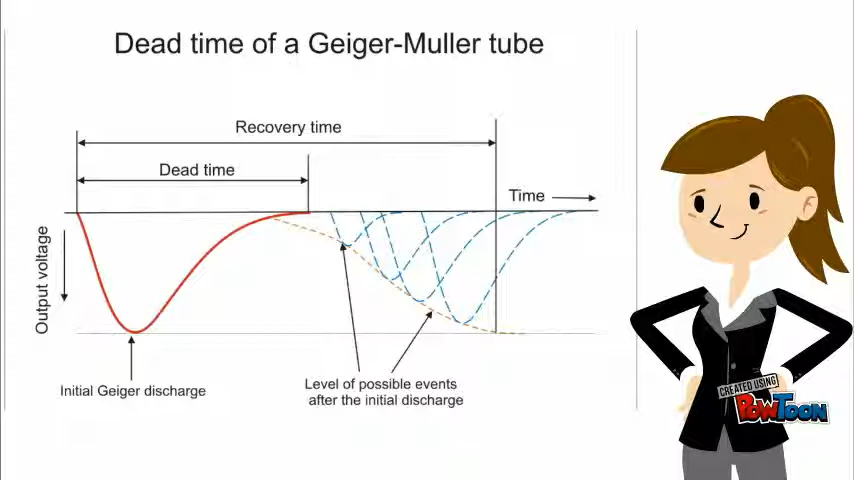 Dead time of a Geiger-Muller tube
Recovery time
Dead time
Time
Output voltage
Initial Geiger discharge
Level of possible events
after the initial discharge
CREATED USING
POWTOON